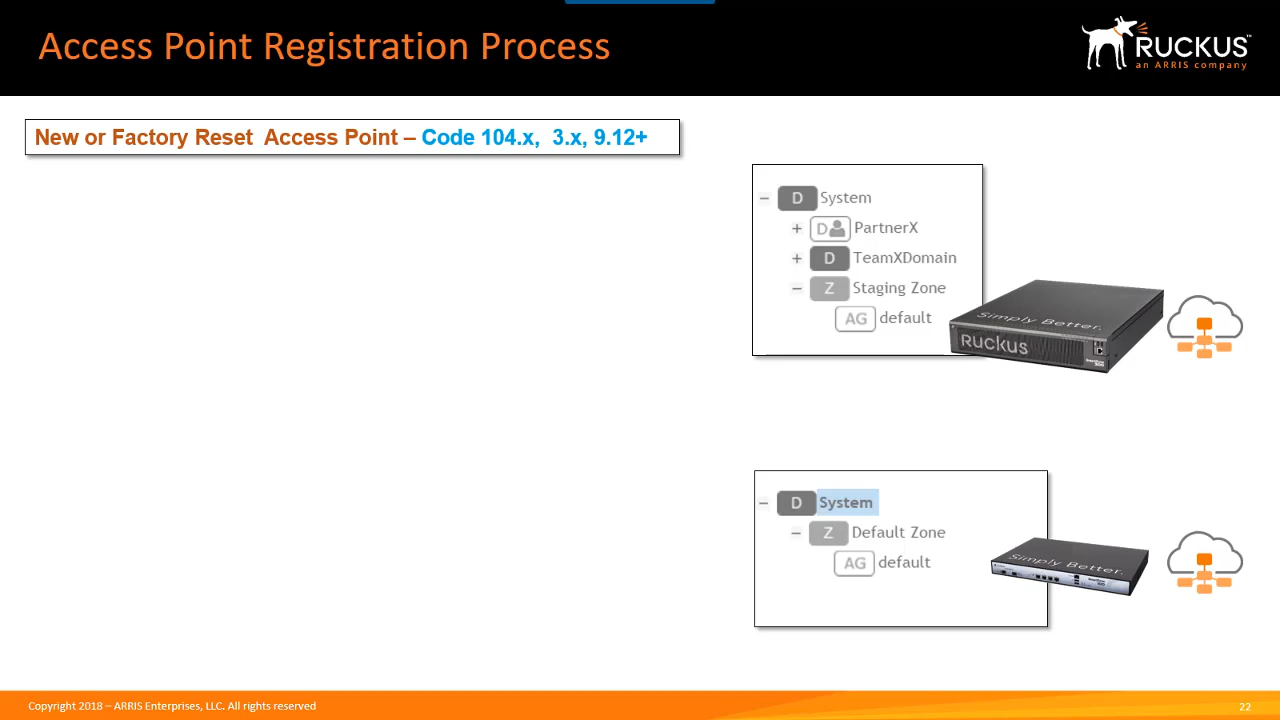 Access Point Registration Process
RUCKUS™
an ARRIS company
New or Factory Reset Access Point – Code 104.x, 3.x, 9.12+
– D System
+ D PartnerX
+ D TeamXDomain
– Z Staging Zone
AG default
Simply Better.
RUCKUS
– D System
– Z Default Zone
AG default
Simply Better.
Copyright 2018 – ARRIS Enterprises, LLC. All rights reserved
22